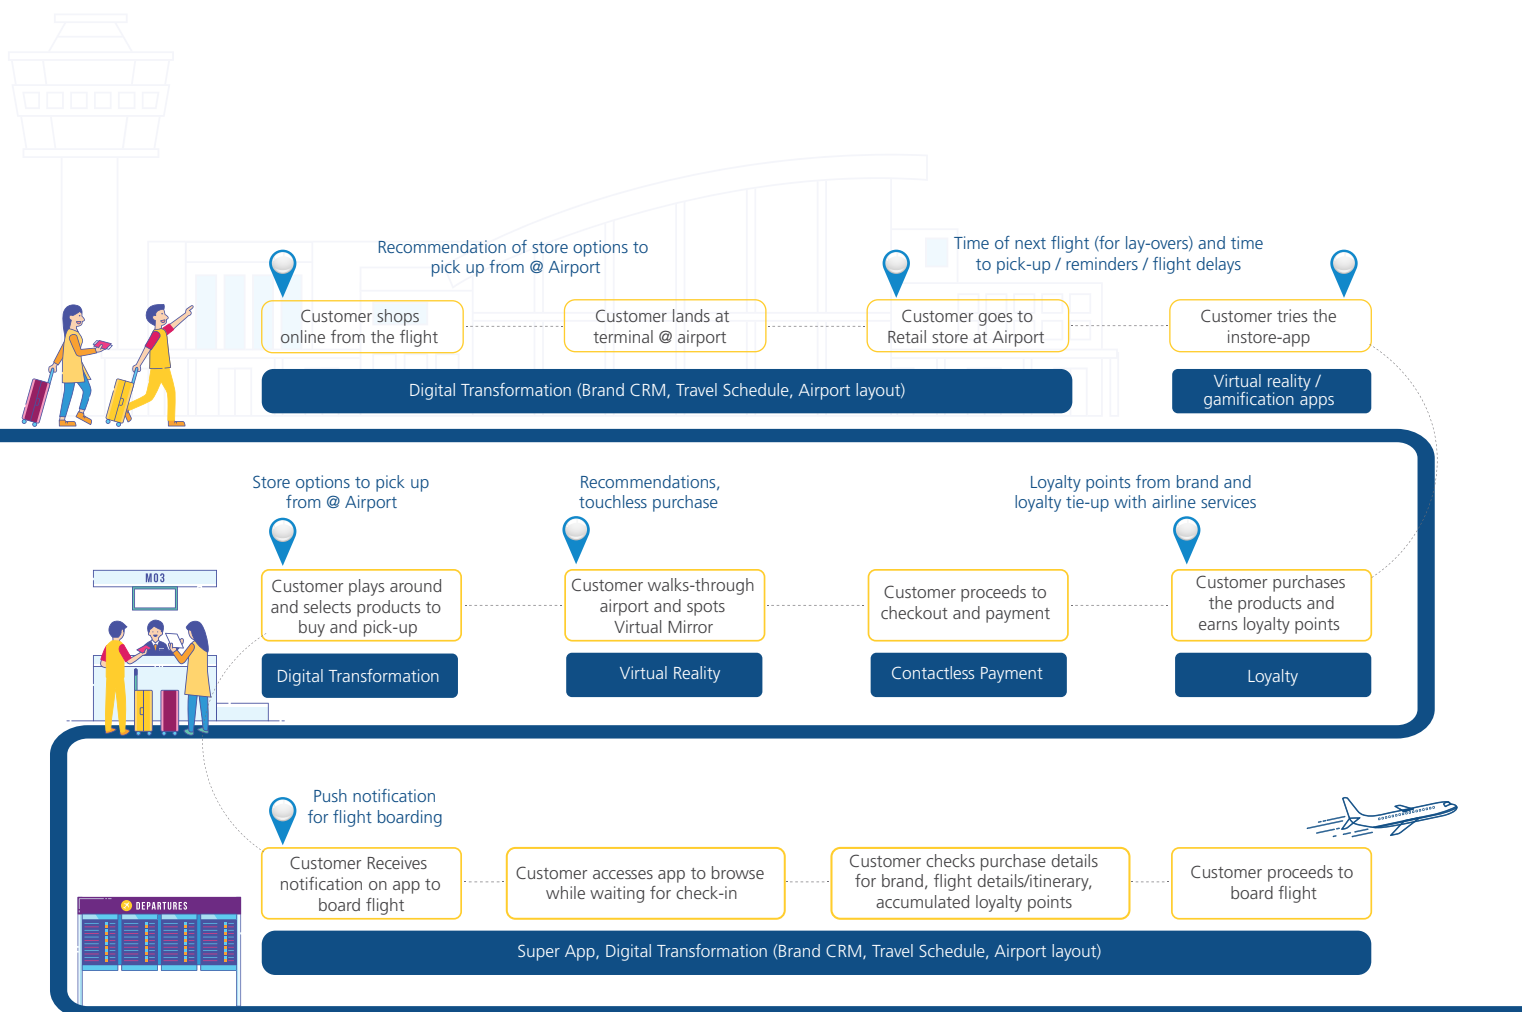 Recommendation of store options to
pick up from @ Airport
Time of next flight (for lay-overs) and time
to pick-up / reminders / flight delays
Customer shops
online from the flight
Customer lands at
terminal @ airport
Customer goes to
Retail store at Airport
Customer tries the
instore-app
Digital Transformation (Brand CRM, Travel Schedule, Airport layout)
Virtual reality /
gamification apps
Store options to pick up
from @ Airport
Recommendations,
touchless purchase
Loyalty points from brand and
loyalty tie-up with airline services
M03
Customer plays around
and selects products to
buy and pick-up
Customer walks-through
airport and spots
Virtual Mirror
Customer proceeds to
checkout and payment
Customer purchases
the products and
earns loyalty points
Digital Transformation
Virtual Reality
Contactless Payment
Loyalty
Push notification
for flight boarding
Customer Receives
notification on app to
board flight
Customer accesses app to browse
while waiting for check-in
Customer checks purchase details
for brand, flight details/itinerary,
accumulated loyalty points
Customer proceeds to
board flight
DEPARTURES
Super App, Digital Transformation (Brand CRM, Travel Schedule, Airport layout)